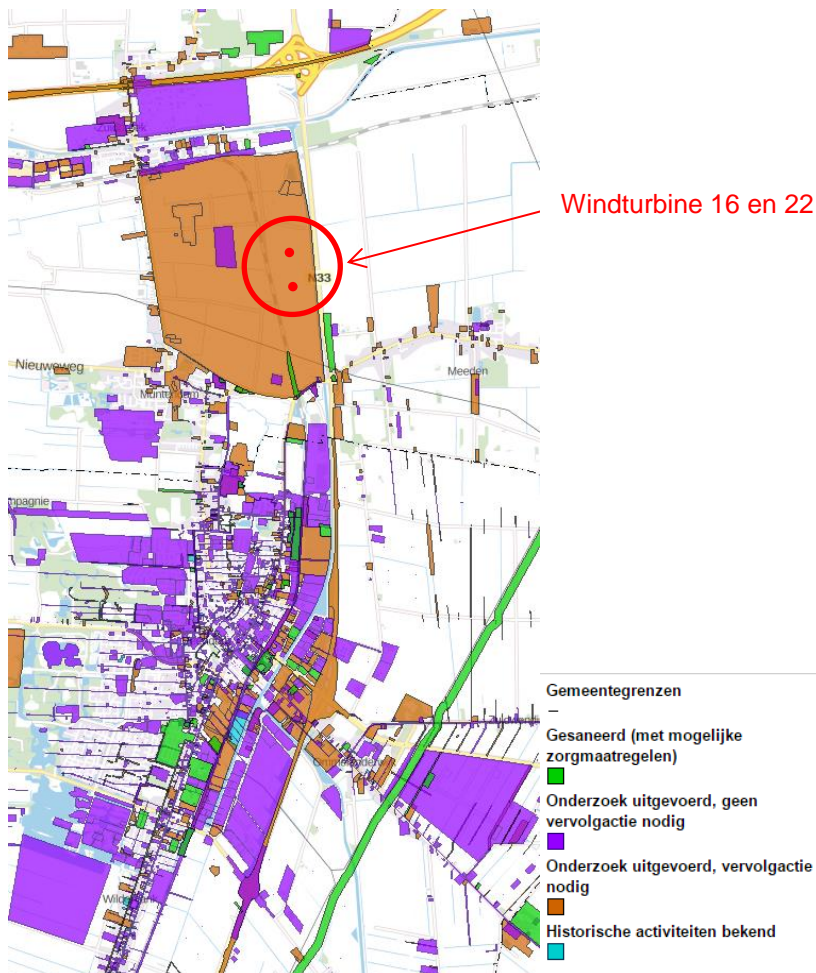 Windturbine 16 en 22
N33
Nieuweweg
Meeden
Muntendam
mpagnie
Gemeentegrenzen
Gesaneerd (met mogelijke
zorgmaatregelen)
Onderzoek uitgevoerd, geen
vervolgactie nodig
Onderzoek uitgevoerd, vervolgactie
nodig
Historische activiteiten bekend